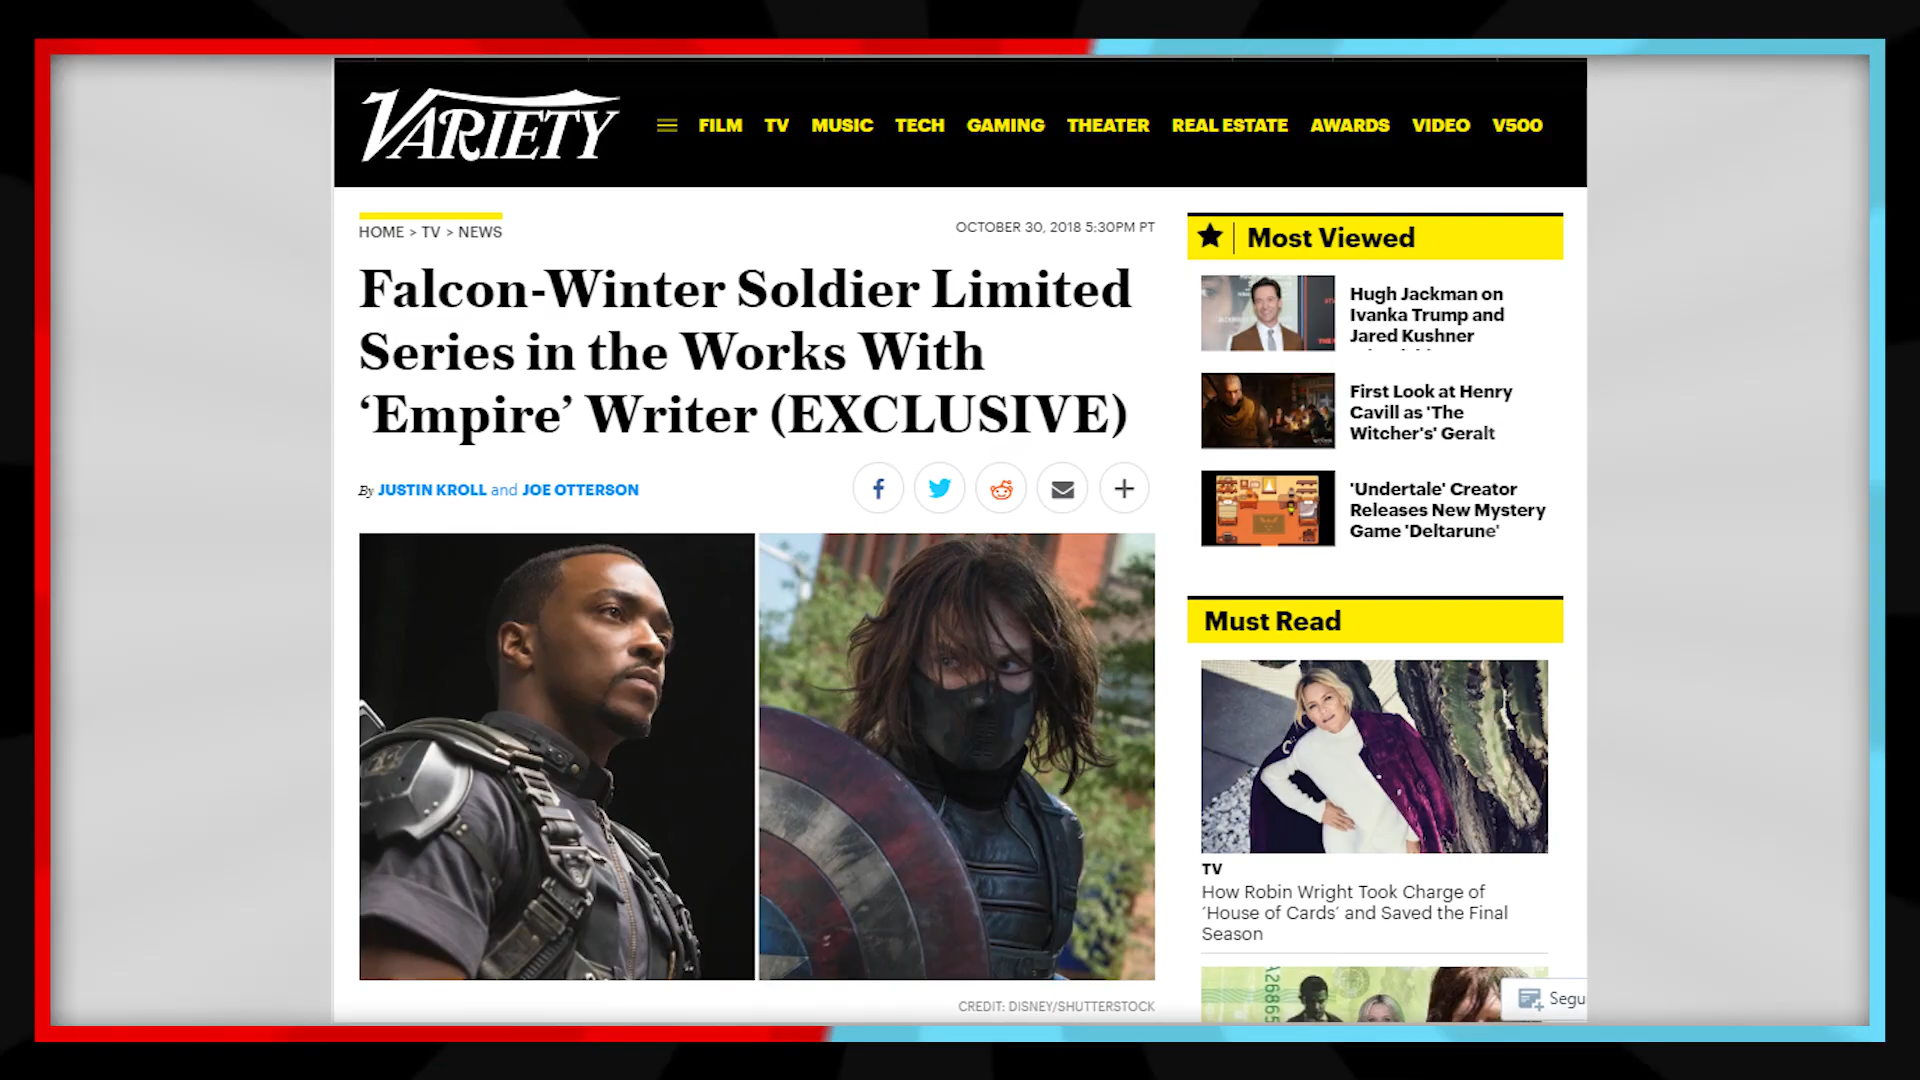 VARIETY
FILM TV MUSIC TECH GAMING THEATER REAL ESTATE AWARDS VIDEO V500
HOME > TV > NEWS
OCTOBER 30, 2018 5:30PM PT
Falcon-Winter Soldier Limited
Series in the Works With
‘Empire’ Writer (EXCLUSIVE)
By JUSTIN KROLL and JOE OTTERSON
CREDIT: DISNEY/SHUTTERSTOCK
Most Viewed
Hugh Jackman on
Ivanka Trump and
Jared Kushner
First Look at Henry
Cavill as 'The
Witcher's' Geralt
'Undertale' Creator
Releases New Mystery
Game 'Deltarune'
Must Read
TV
How Robin Wright Took Charge of
‘House of Cards’ and Saved the Final
Season
A26865
Segu